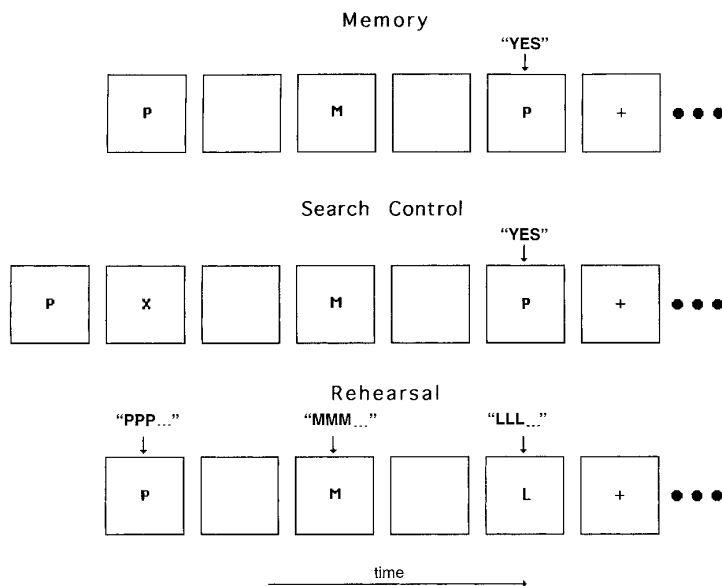 Memory
“YES”
P M P +
Search Control
“YES”
P X M P +
Rehearsal
“PPP...” “MMM...” “LLL...”
P M L +
time